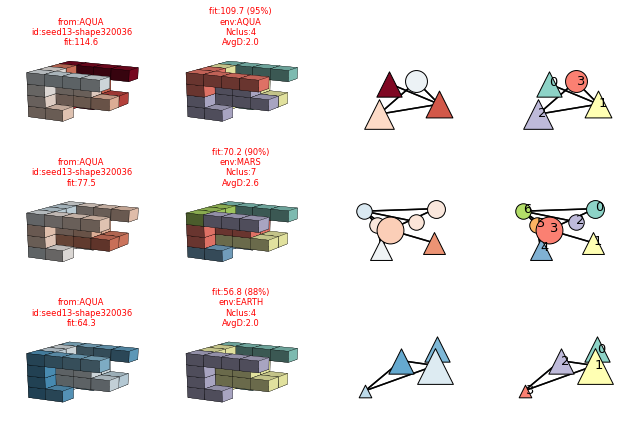 from:AQUA
id:seed13-shape320036
fit:114.6
fit:109.7 (95%)
env:AQUA
Nclus:4
AvgD:2.0
0
3
2
1
from:AQUA
id:seed13-shape320036
fit:77.5
fit:70.2 (90%)
env:MARS
Nclus:7
AvgD:2.6
6
0
5
2
3
4
1
from:AQUA
id:seed13-shape320036
fit:64.3
fit:56.8 (88%)
env:EARTH
Nclus:4
AvgD:2.0
0
2
1
3